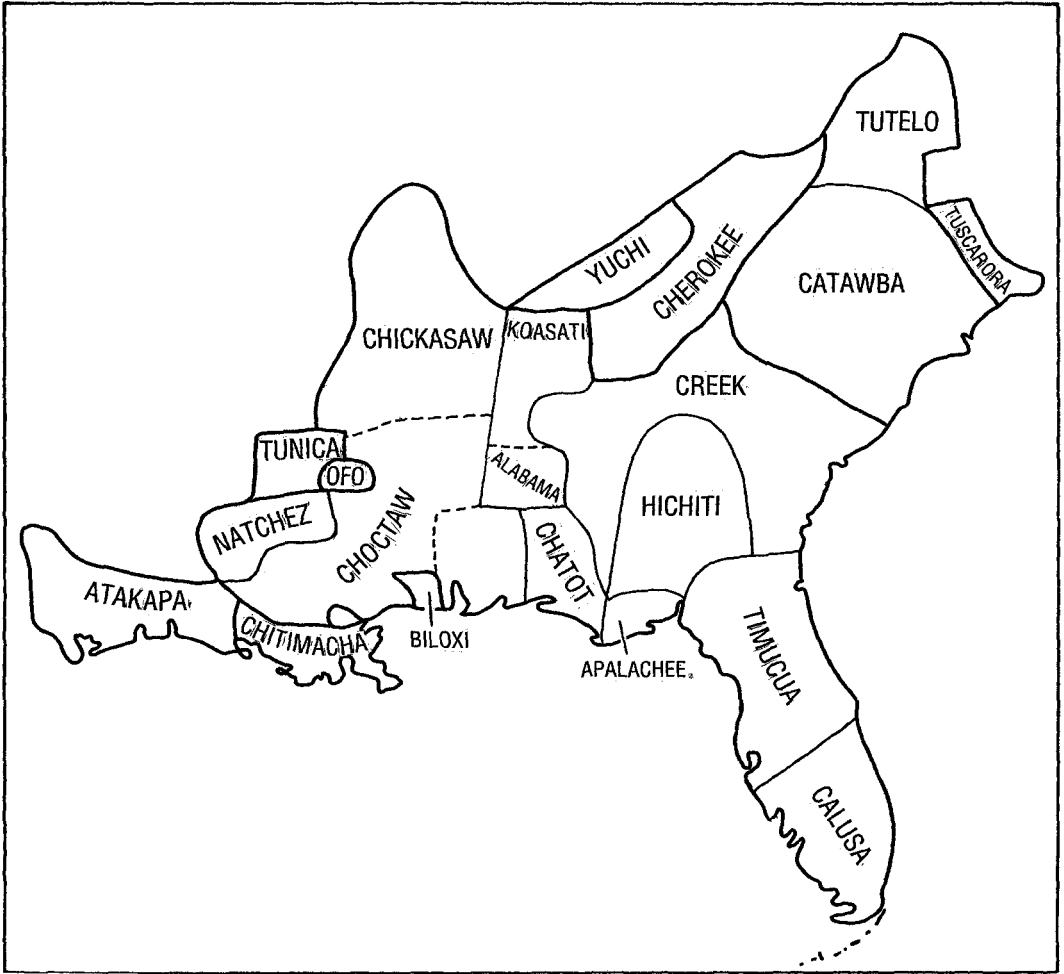 TUTELO
TUSCARORA
YUCHI
CHEROKEE
CATAWBA
CHICKASAW
KOASATI
CREEK
TUNICA
OFO
ALABAMA
NATCHEZ
CHOCTAW
HICHITI
CHATOT
ATAKAPA
CHITIMACHA
BILOXI
APALACHEE
TIMUCUA
CALUSA